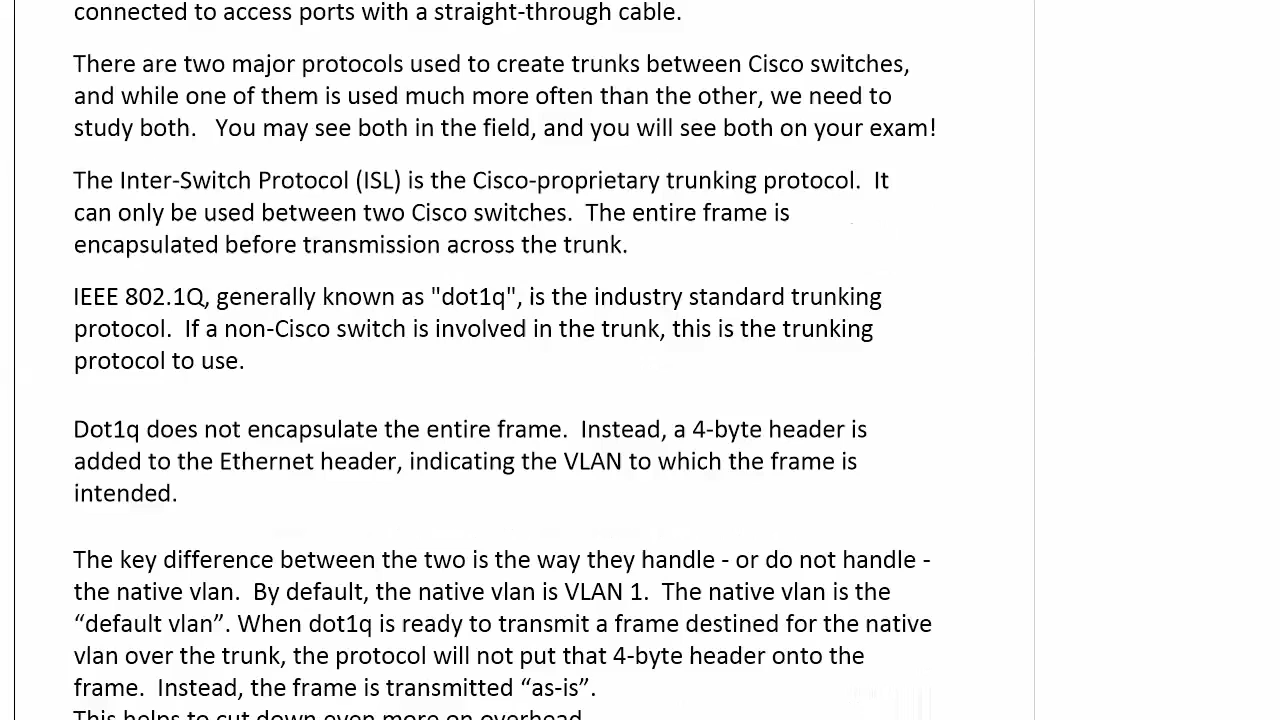 connected to access ports with a straight-through cable.
There are two major protocols used to create trunks between Cisco switches,
and while one of them is used much more often than the other, we need to
study both.   You may see both in the field, and you will see both on your exam!
The Inter-Switch Protocol (ISL) is the Cisco-proprietary trunking protocol.  It
can only be used between two Cisco switches.  The entire frame is
encapsulated before transmission across the trunk.
IEEE 802.1Q, generally known as "dot1q", is the industry standard trunking
protocol.  If a non-Cisco switch is involved in the trunk, this is the trunking
protocol to use.
Dot1q does not encapsulate the entire frame.  Instead, a 4-byte header is
added to the Ethernet header, indicating the VLAN to which the frame is
intended.
The key difference between the two is the way they handle - or do not handle -
the native vlan.  By default, the native vlan is VLAN 1.  The native vlan is the
“default vlan”. When dot1q is ready to transmit a frame destined for the native
vlan over the trunk, the protocol will not put that 4-byte header onto the
frame.  Instead, the frame is transmitted “as-is”.
This helps to cut down even more on overhead.